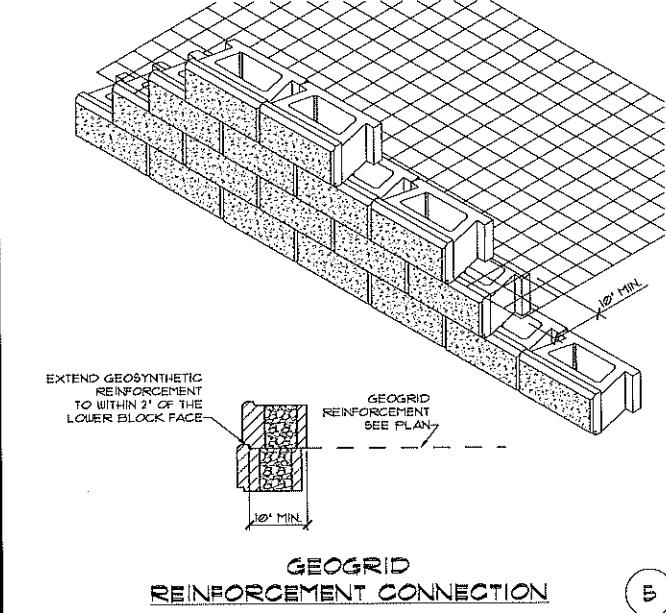 10" MIN.
EXTEND GEOSYNTHETIC
REINFORCEMENT
TO WITHIN 2" OF THE
LOWER BLOCK FACE
GEOGRID
REINFORCEMENT
SEE PLAN
10" MIN.
GEOGRID
REINFORCEMENT CONNECTION
5